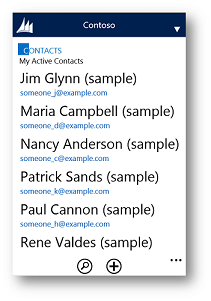 Contoso
CONTACTS
My Active Contacts
Jim Glynn (sample)
someone_j@example.com
Maria Campbell (sample)
someone_d@example.com
Nancy Anderson (sample)
someone_c@example.com
Patrick Sands (sample)
someone_k@example.com
Paul Cannon (sample)
someone_h@example.com
Rene Valdes (sample)